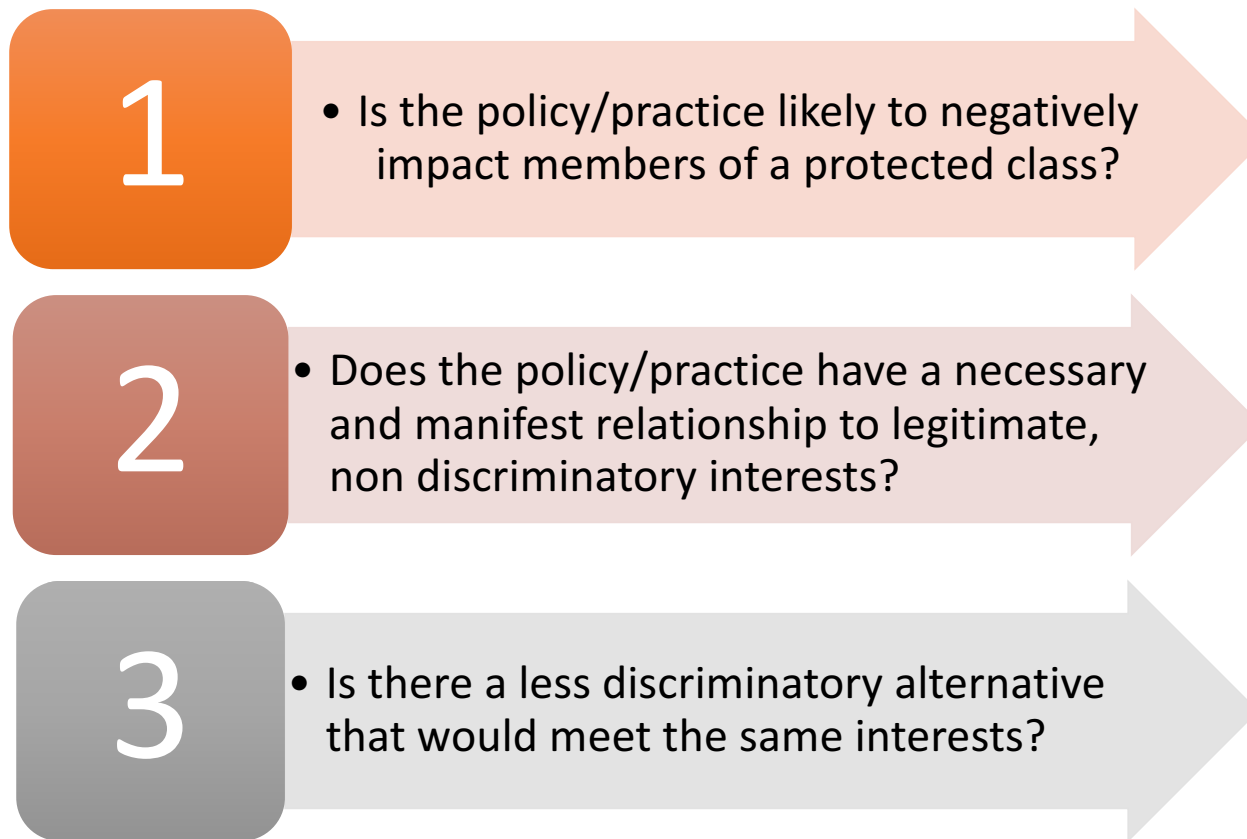 1
• Is the policy/practice likely to negatively
impact members of a protected class?
2
• Does the policy/practice have a necessary
and manifest relationship to legitimate,
non discriminatory interests?
3
• Is there a less discriminatory alternative
that would meet the same interests?